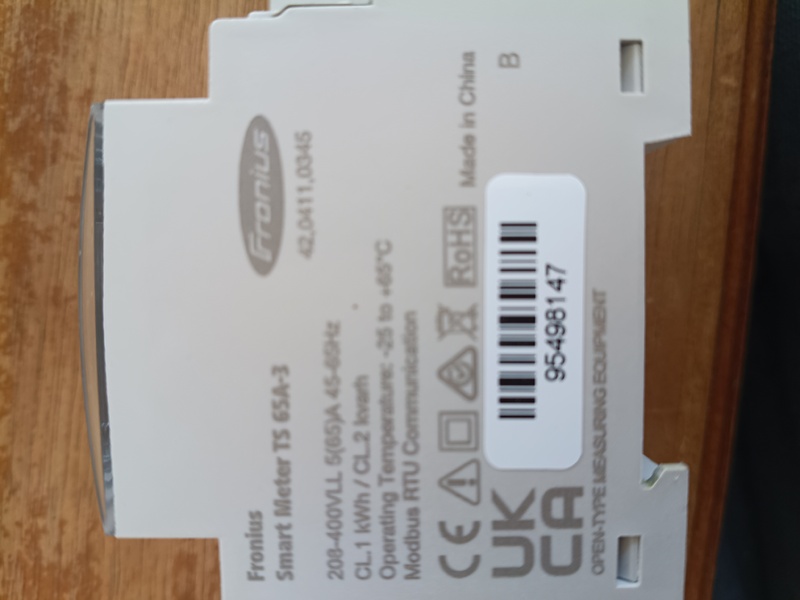 Fronius
42,0411,0345
Fronius
Smart Meter TS 65A-3
208-400VLL 5(65)A 45-65Hz
CL.1 kWh / CL.2 kvarh
Operating Temperature: -25 to +65°C
Modbus RTU Communication
CE
RoHS
Made in China
B
UK
CA
95498147
OPEN-TYPE MEASURING EQUIPMENT